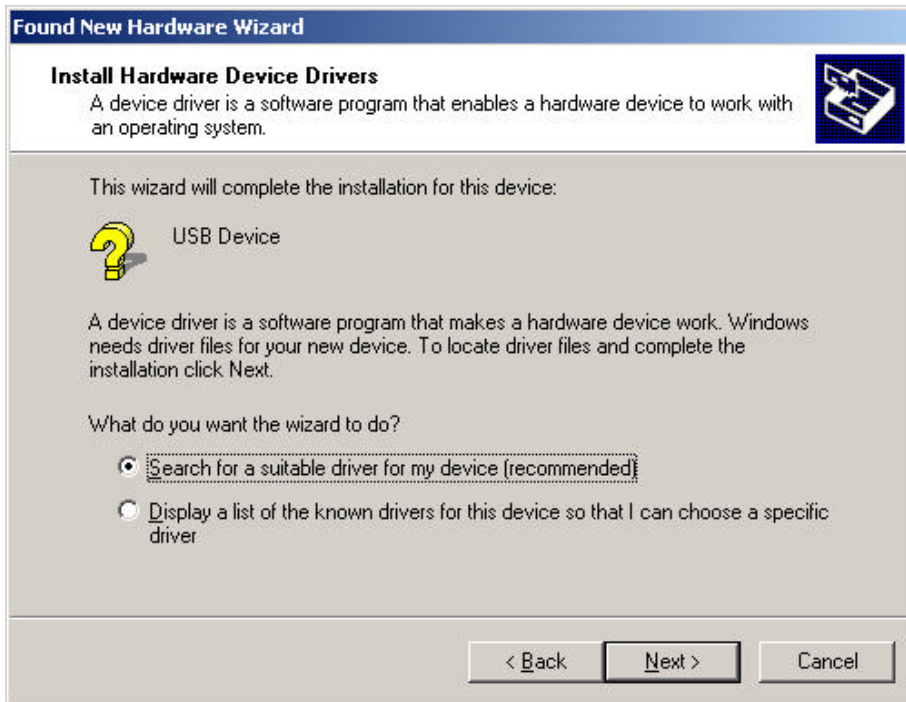 Found New Hardware Wizard
Install Hardware Device Drivers
A device driver is a software program that enables a hardware device to work with
an operating system.
This wizard will complete the installation for this device:
USB Device
A device driver is a software program that makes a hardware device work. Windows
needs driver files for your new device. To locate driver files and complete the
installation click Next.
What do you want the wizard to do?
Search for a suitable driver for my device (recommended)
Display a list of the known drivers for this device so that I can choose a specific
driver
< Back
Next >
Cancel